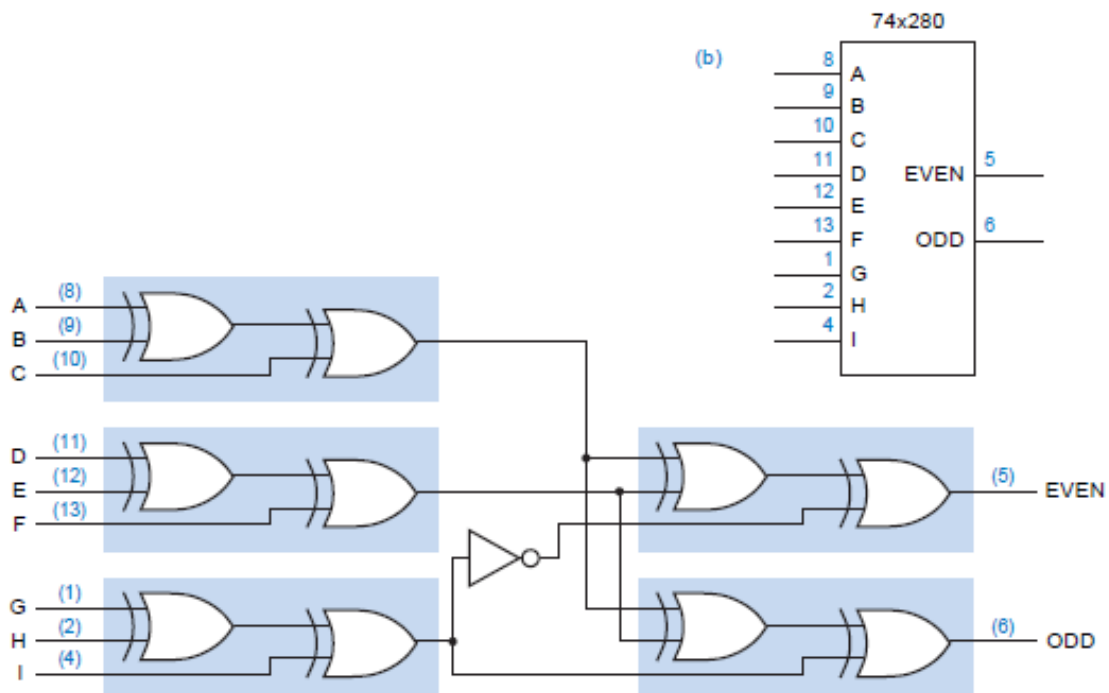 74x280
(b)
8 A
9 B
10 C
11 D
12 E
13 F
1 G
2 H
4 I
EVEN 5
ODD 6
A (8)
B (9)
C (10)
D (11)
E (12)
F (13)
G (1)
H (2)
I (4)
(5) EVEN
(6) ODD